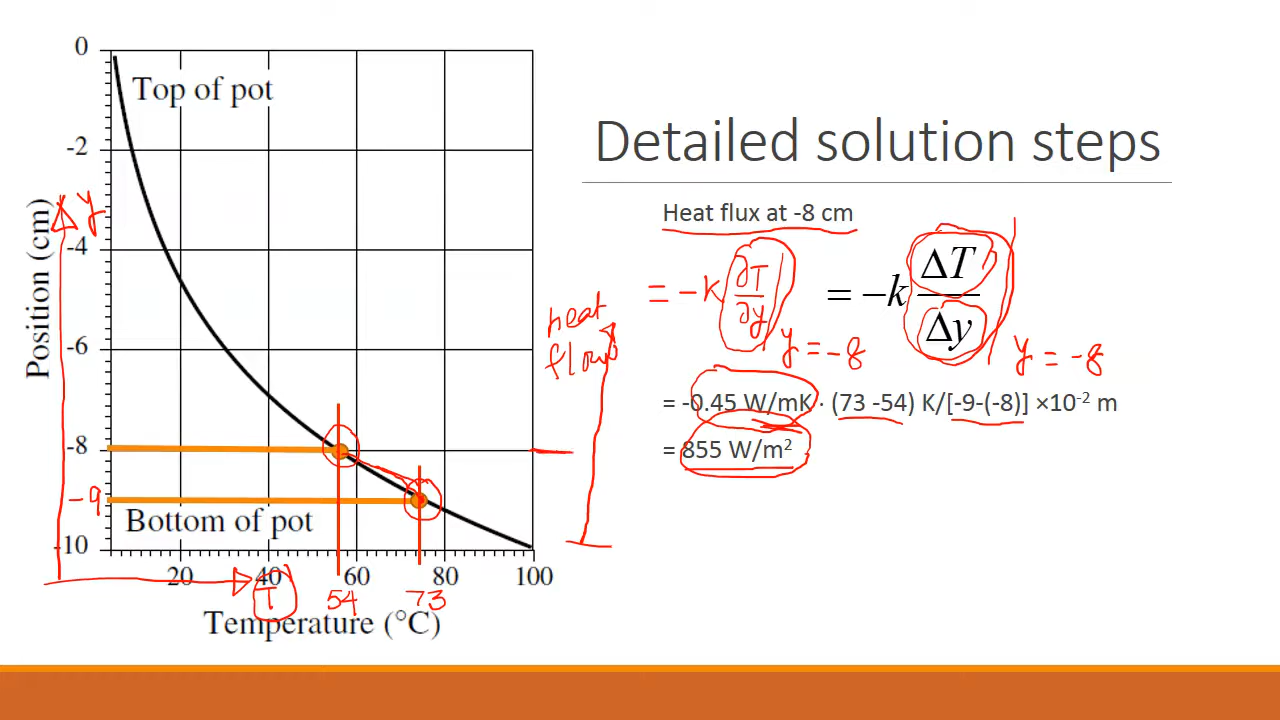 Detailed solution steps
0
Top of pot
-2
Δy
-4
Position (cm)
-6
-8
-9
Bottom of pot
-10
20 40 60 80 100
T 54 73
Temperature (°C)
heat
flow
Heat flux at -8 cm
= -k ∂T/∂y y = -8 = -k ΔT/Δy y = -8
= -0.45 W/mK · (73 -54) K/[-9-(-8)] ×10⁻² m
= 855 W/m²